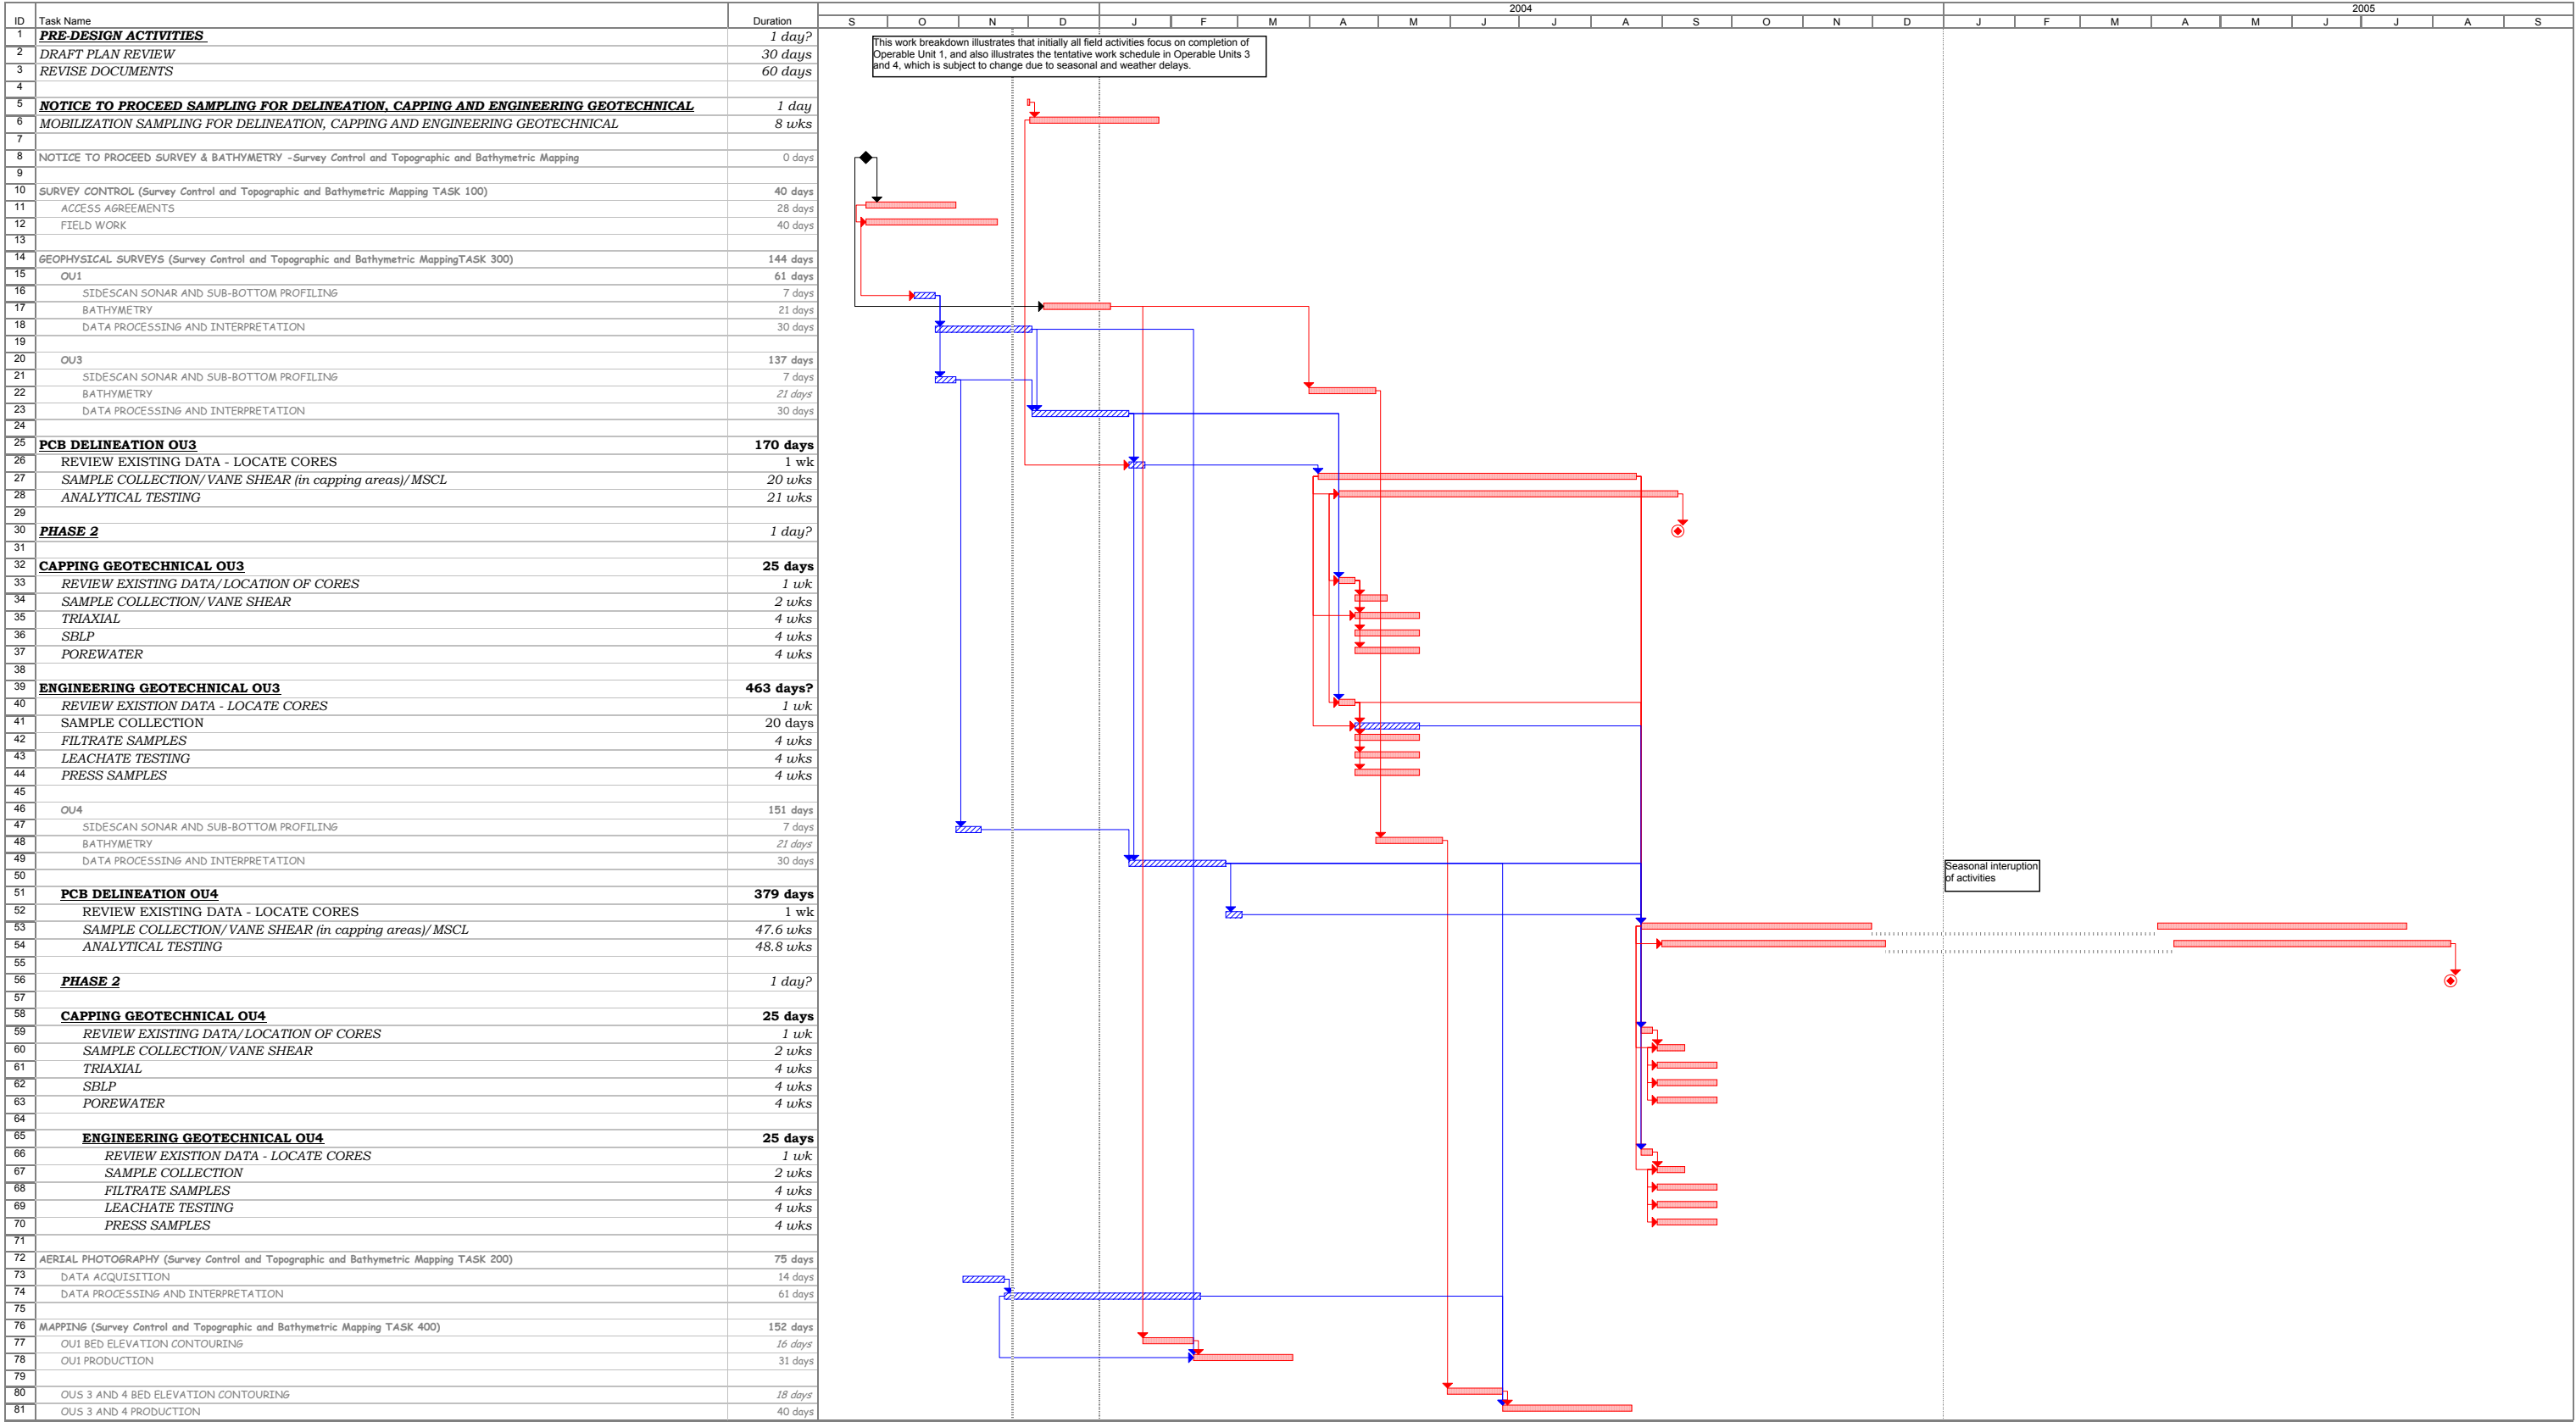 2004 2005
ID Task Name Duration S O N D J F M A M J J A S O N D J F M A M J J A S
1 PRE-DESIGN ACTIVITIES 1 day?
This work breakdown illustrates that initially all field activities focus on completion of
Operable Unit 1, and also illustrates the tentative work schedule in Operable Units 3
and 4, which is subject to change due to seasonal and weather delays.
2 DRAFT PLAN REVIEW 30 days
3 REVISE DOCUMENTS 60 days
4
5 NOTICE TO PROCEED SAMPLING FOR DELINEATION, CAPPING AND ENGINEERING GEOTECHNICAL 1 day
6 MOBILIZATION SAMPLING FOR DELINEATION, CAPPING AND ENGINEERING GEOTECHNICAL 8 wks
7
8 NOTICE TO PROCEED SURVEY & BATHYMETRY -Survey Control and Topographic and Bathymetric Mapping 0 days
9
10 SURVEY CONTROL (Survey Control and Topographic and Bathymetric Mapping TASK 100) 40 days
11 ACCESS AGREEMENTS 28 days
12 FIELD WORK 40 days
13
14 GEOPHYSICAL SURVEYS (Survey Control and Topographic and Bathymetric MappingTASK 300) 144 days
15 OU1 61 days
16 SIDESCAN SONAR AND SUB-BOTTOM PROFILING 7 days
17 BATHYMETRY 21 days
18 DATA PROCESSING AND INTERPRETATION 30 days
19
20 OU3 137 days
21 SIDESCAN SONAR AND SUB-BOTTOM PROFILING 7 days
22 BATHYMETRY 21 days
23 DATA PROCESSING AND INTERPRETATION 30 days
24
25 PCB DELINEATION OU3 170 days
26 REVIEW EXISTING DATA - LOCATE CORES 1 wk
27 SAMPLE COLLECTION/VANE SHEAR (in capping areas)/MSCL 20 wks
28 ANALYTICAL TESTING 21 wks
29
30 PHASE 2 1 day?
31
32 CAPPING GEOTECHNICAL OU3 25 days
33 REVIEW EXISTING DATA/LOCATION OF CORES 1 wk
34 SAMPLE COLLECTION/VANE SHEAR 2 wks
35 TRIAXIAL 4 wks
36 SBLP 4 wks
37 POREWATER 4 wks
38
39 ENGINEERING GEOTECHNICAL OU3 463 days?
40 REVIEW EXISTION DATA - LOCATE CORES 1 wk
41 SAMPLE COLLECTION 20 days
42 FILTRATE SAMPLES 4 wks
43 LEACHATE TESTING 4 wks
44 PRESS SAMPLES 4 wks
45
46 OU4 151 days
47 SIDESCAN SONAR AND SUB-BOTTOM PROFILING 7 days
48 BATHYMETRY 21 days
49 DATA PROCESSING AND INTERPRETATION 30 days
Seasonal interuption
of activities
50
51 PCB DELINEATION OU4 379 days
52 REVIEW EXISTING DATA - LOCATE CORES 1 wk
53 SAMPLE COLLECTION/VANE SHEAR (in capping areas)/MSCL 47.6 wks
54 ANALYTICAL TESTING 48.8 wks
55
56 PHASE 2 1 day?
57
58 CAPPING GEOTECHNICAL OU4 25 days
59 REVIEW EXISTING DATA/LOCATION OF CORES 1 wk
60 SAMPLE COLLECTION/VANE SHEAR 2 wks
61 TRIAXIAL 4 wks
62 SBLP 4 wks
63 POREWATER 4 wks
64
65 ENGINEERING GEOTECHNICAL OU4 25 days
66 REVIEW EXISTION DATA - LOCATE CORES 1 wk
67 SAMPLE COLLECTION 2 wks
68 FILTRATE SAMPLES 4 wks
69 LEACHATE TESTING 4 wks
70 PRESS SAMPLES 4 wks
71
72 AERIAL PHOTOGRAPHY (Survey Control and Topographic and Bathymetric Mapping TASK 200) 75 days
73 DATA ACQUISITION 14 days
74 DATA PROCESSING AND INTERPRETATION 61 days
75
76 MAPPING (Survey Control and Topographic and Bathymetric Mapping TASK 400) 152 days
77 OU1 BED ELEVATION CONTOURING 16 days
78 OU1 PRODUCTION 31 days
79
80 OUS 3 AND 4 BED ELEVATION CONTOURING 18 days
81 OUS 3 AND 4 PRODUCTION 40 days